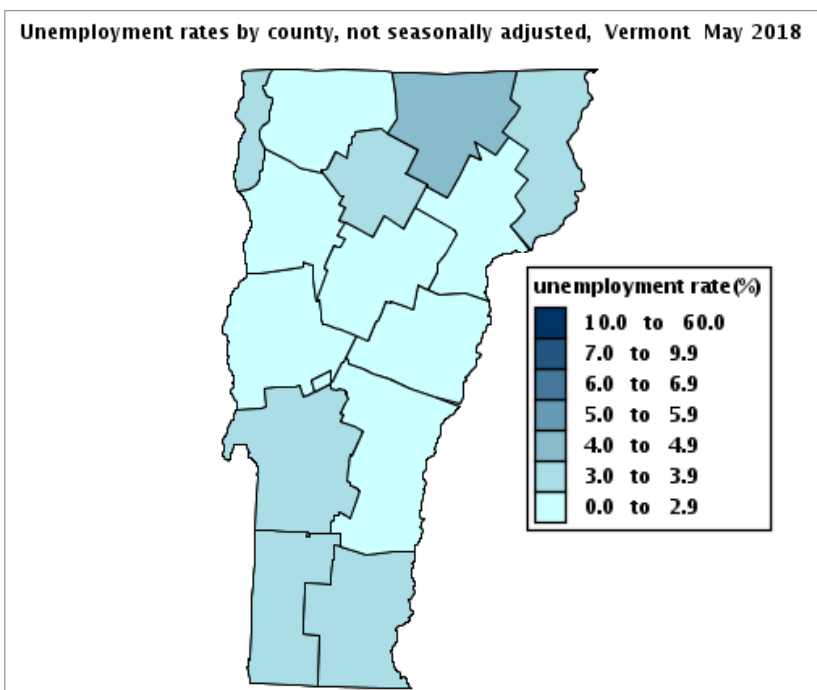 Unemployment rates by county, not seasonally adjusted, Vermont May 2018
unemployment rate(%)
10.0 to 60.0
7.0 to 9.9
6.0 to 6.9
5.0 to 5.9
4.0 to 4.9
3.0 to 3.9
0.0 to 2.9